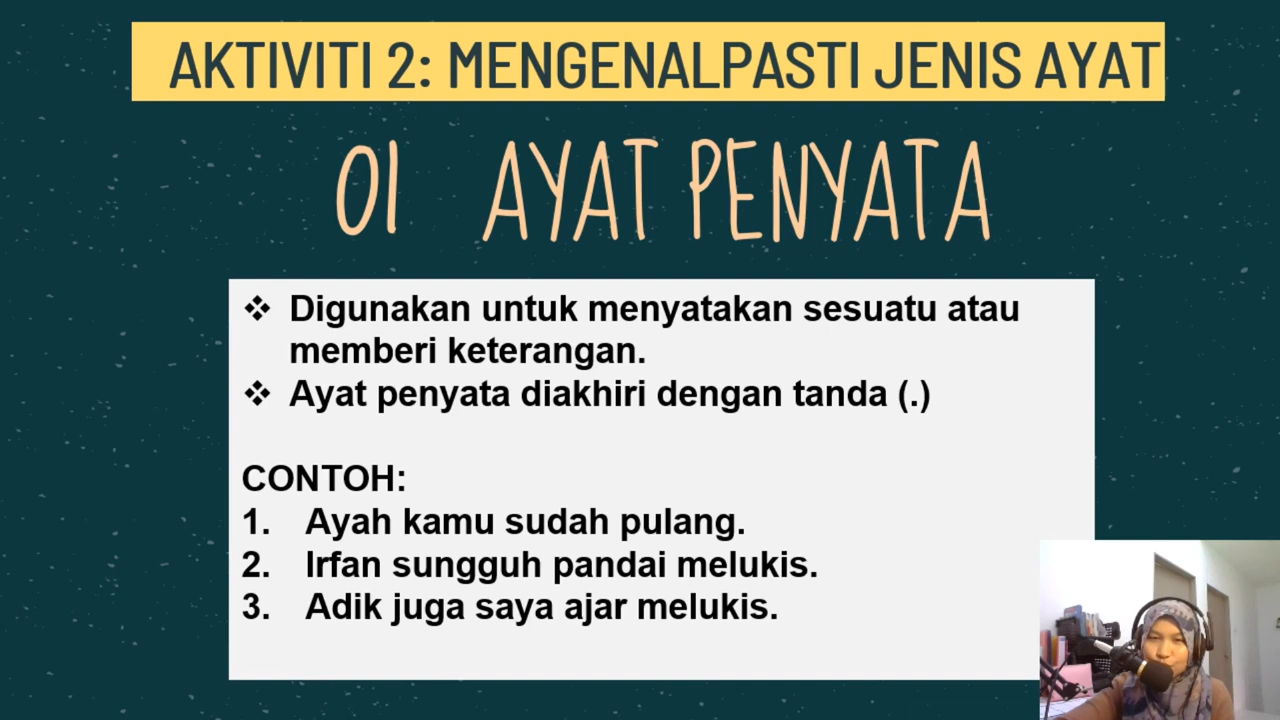 AKTIVITI 2: MENGENALPASTI JENIS AYAT
01 AYAT PENYATA
❖ Digunakan untuk menyatakan sesuatu atau
memberi keterangan.
❖ Ayat penyata diakhiri dengan tanda (.)
CONTOH:
1. Ayah kamu sudah pulang.
2. Irfan sungguh pandai melukis.
3. Adik juga saya ajar melukis.